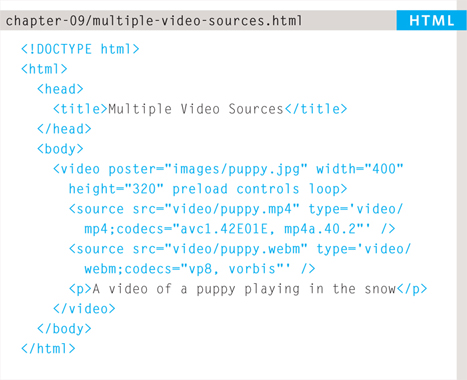 chapter-09/multiple-video-sources.html HTML
<!DOCTYPE html>
<html>
<head>
<title>Multiple Video Sources</title>
</head>
<body>
<video poster="images/puppy.jpg" width="400"
height="320" preload controls loop>
<source src="video/puppy.mp4" type='video/
mp4;codecs="avc1.42E01E, mp4a.40.2"' />
<source src="video/puppy.webm" type='video/
webm;codecs="vp8, vorbis"' />
<p>A video of a puppy playing in the snow</p>
</video>
</body>
</html>